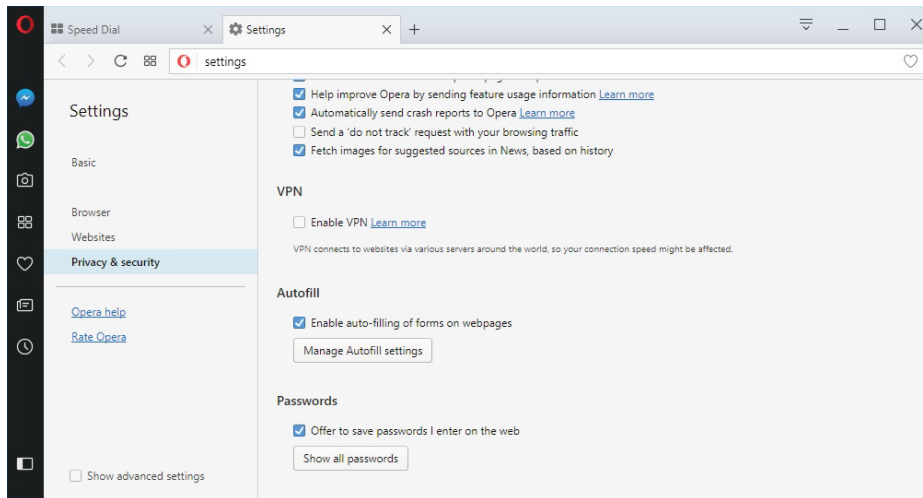 Speed Dial
Settings
settings
Settings
Basic
Browser
Websites
Privacy & security
Opera help
Rate Opera
Show advanced settings
Help improve Opera by sending feature usage information Learn more
Automatically send crash reports to Opera Learn more
Send a 'do not track' request with your browsing traffic
Fetch images for suggested sources in News, based on history
VPN
Enable VPN Learn more
VPN connects to websites via various servers around the world, so your connection speed might be affected.
Autofill
Enable auto-filling of forms on webpages
Manage Autofill settings
Passwords
Offer to save passwords I enter on the web
Show all passwords